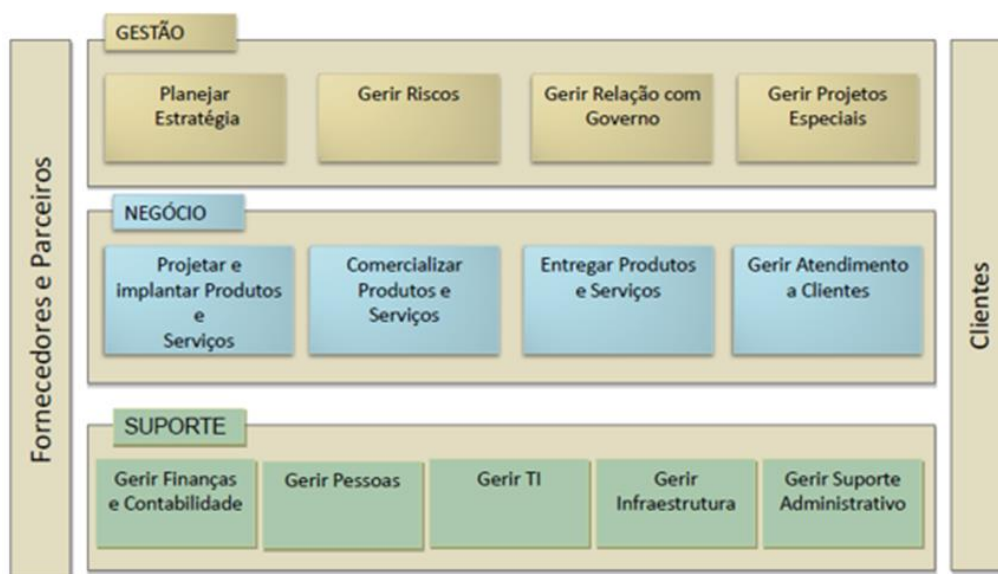 Fornecedores e Parceiros
GESTÃO
Planejar
Estratégia
Gerir Riscos
Gerir Relação com
Governo
Gerir Projetos
Especiais
NEGÓCIO
Projetar e
implantar Produtos
e
Serviços
Comercializar
Produtos e
Serviços
Entregar Produtos
e Serviços
Gerir Atendimento
a Clientes
SUPORTE
Gerir Finanças
e Contabilidade
Gerir Pessoas
Gerir TI
Gerir
Infraestrutura
Gerir Suporte
Administrativo
Clientes